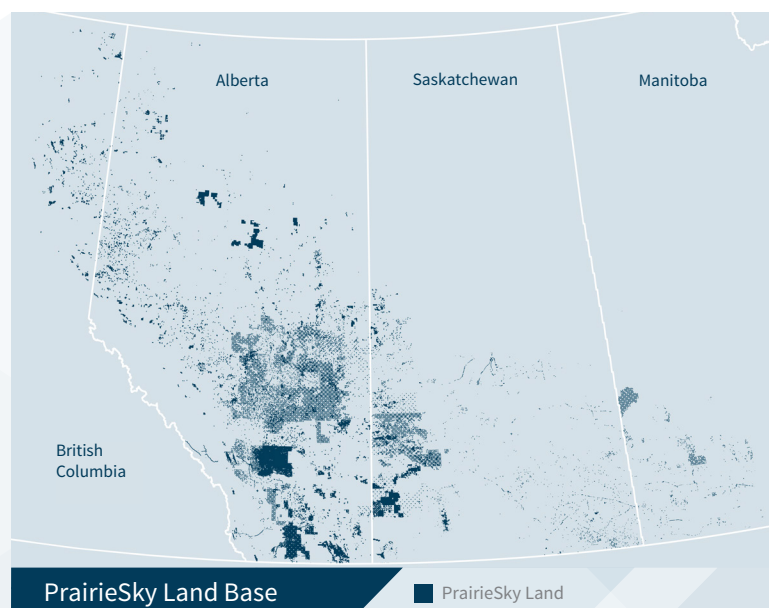 Alberta
Saskatchewan
Manitoba
British
Columbia
PrairieSky Land Base
PrairieSky Land